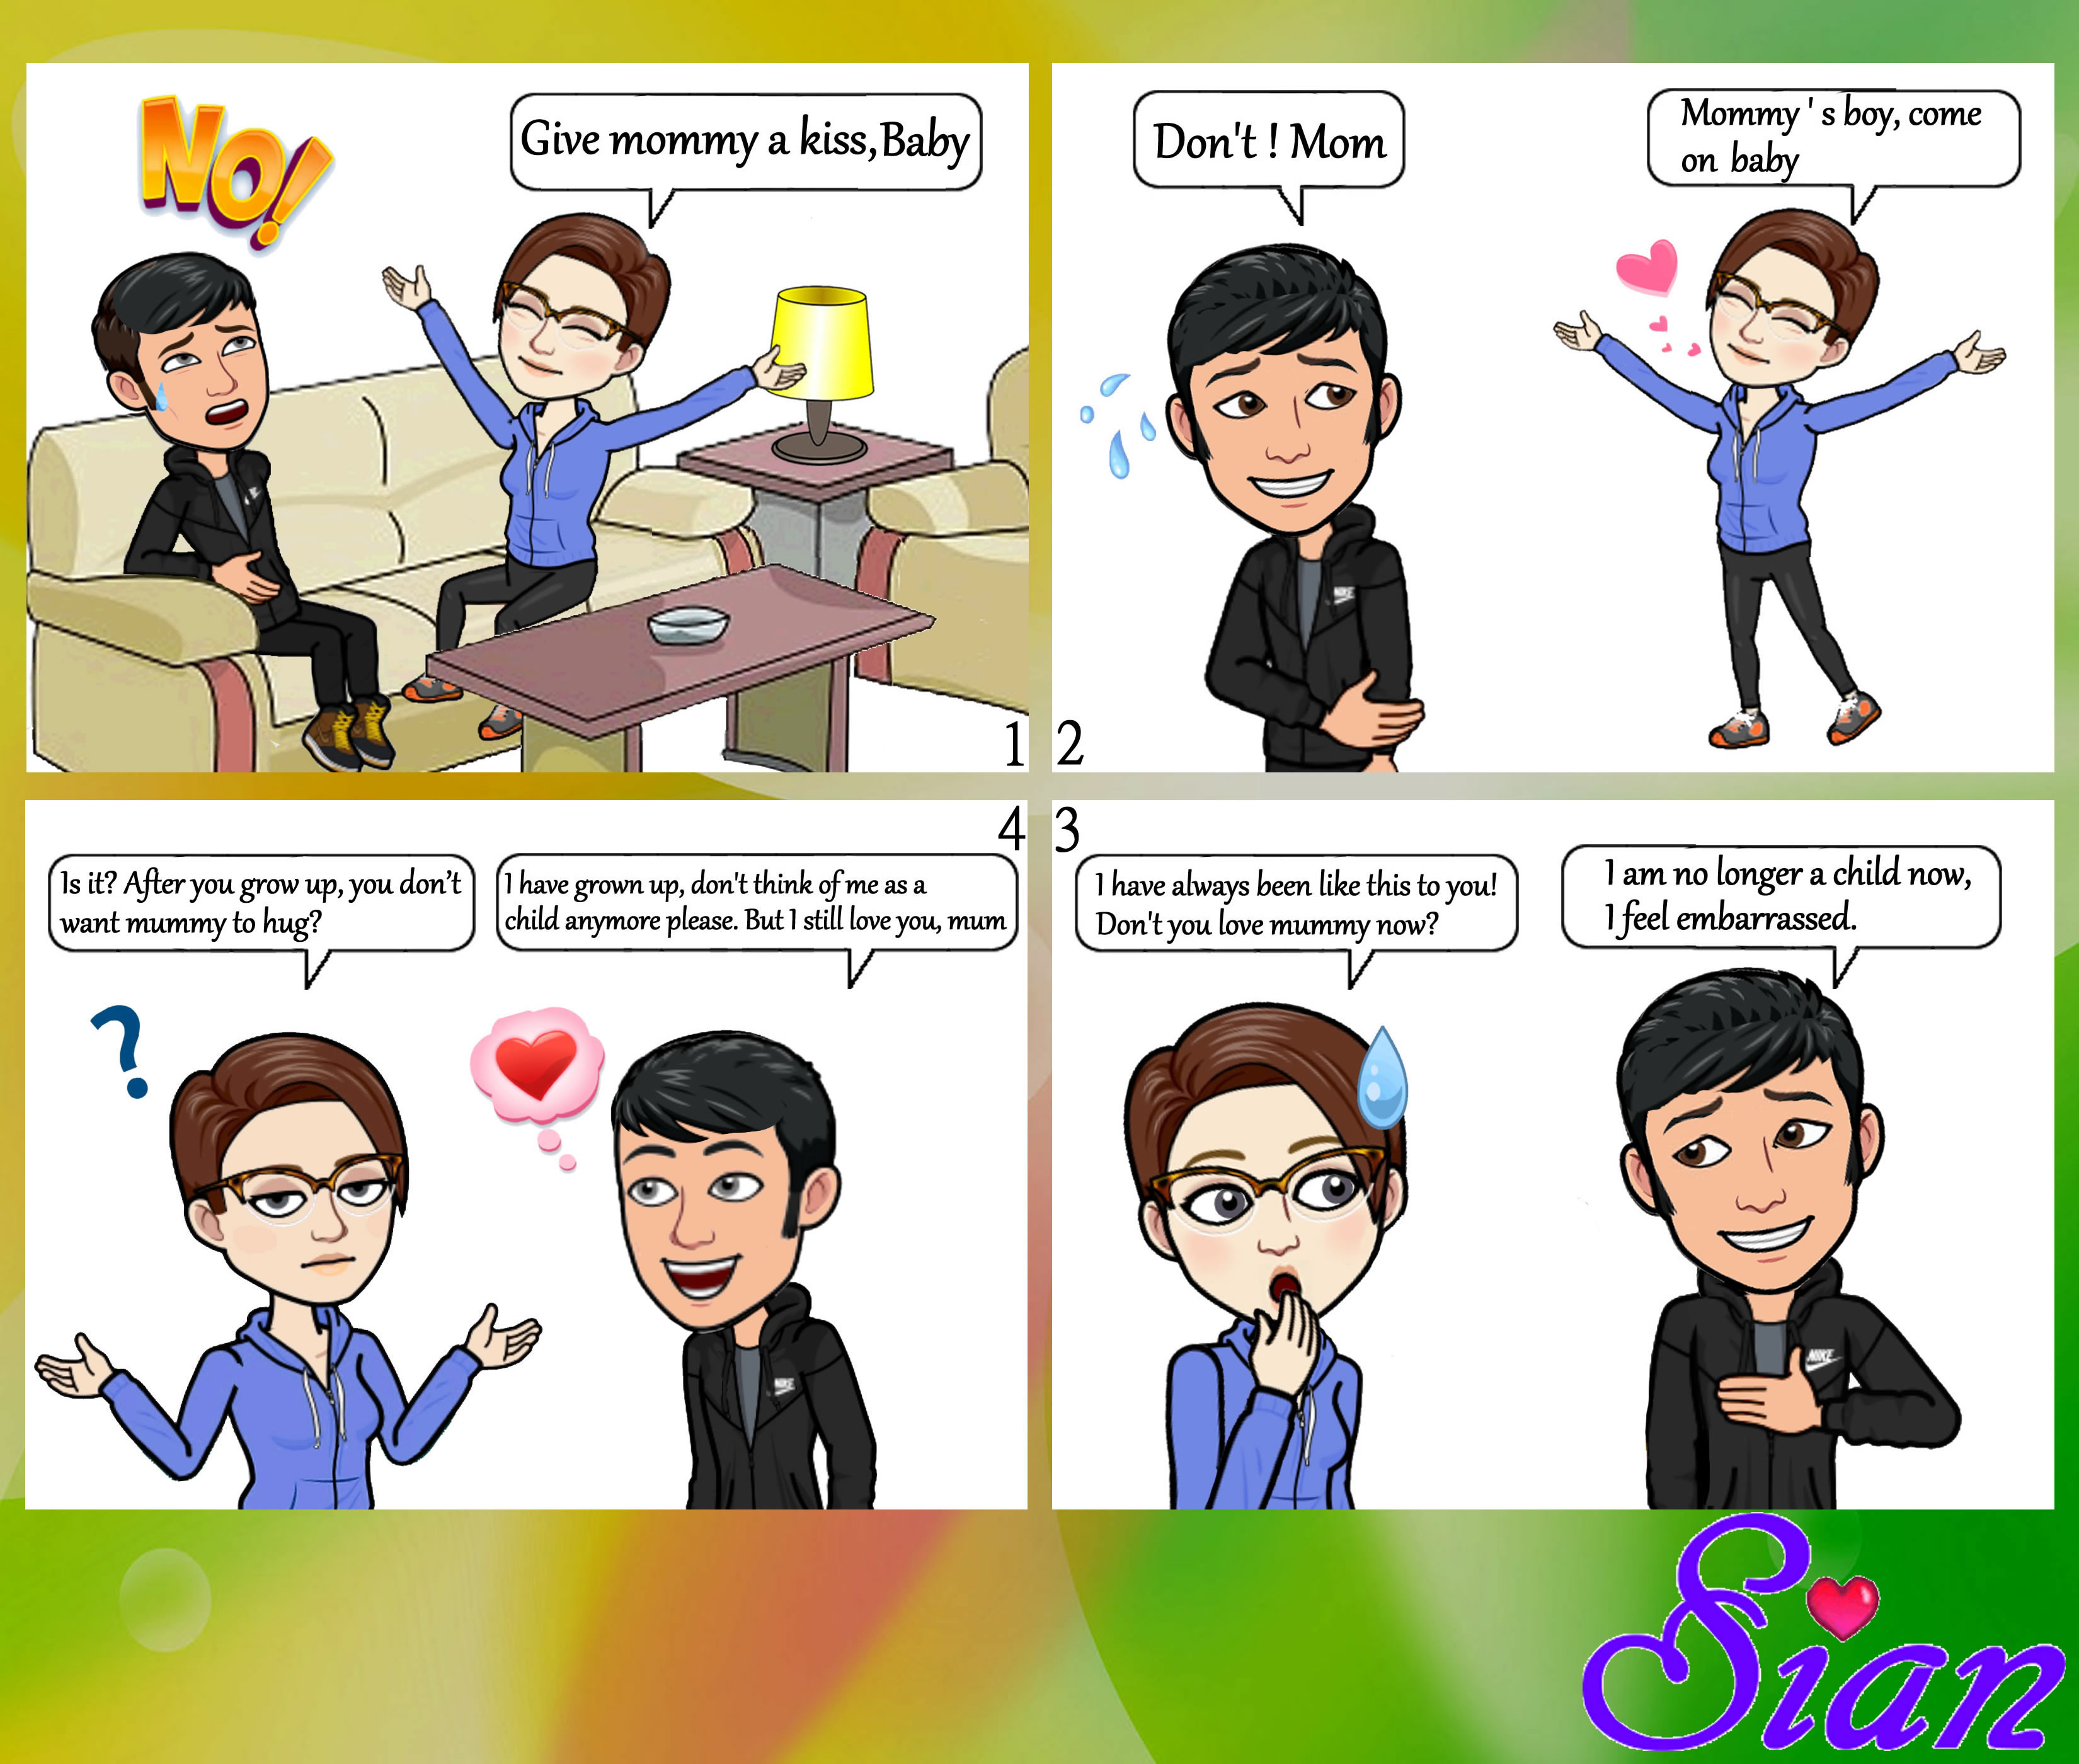 NO!
Give mommy a kiss, Baby
1
Don't ! Mom
Mommy ' s boy, come
on baby
NIKE
2
3
I have always been like this to you!
Don't you love mummy now?
I am no longer a child now,
I feel embarrassed.
NIKE
4
Is it? After you grow up, you don’t
want mummy to hug?
I have grown up, don't think of me as a
child anymore please. But I still love you, mum
NIKE
Sian